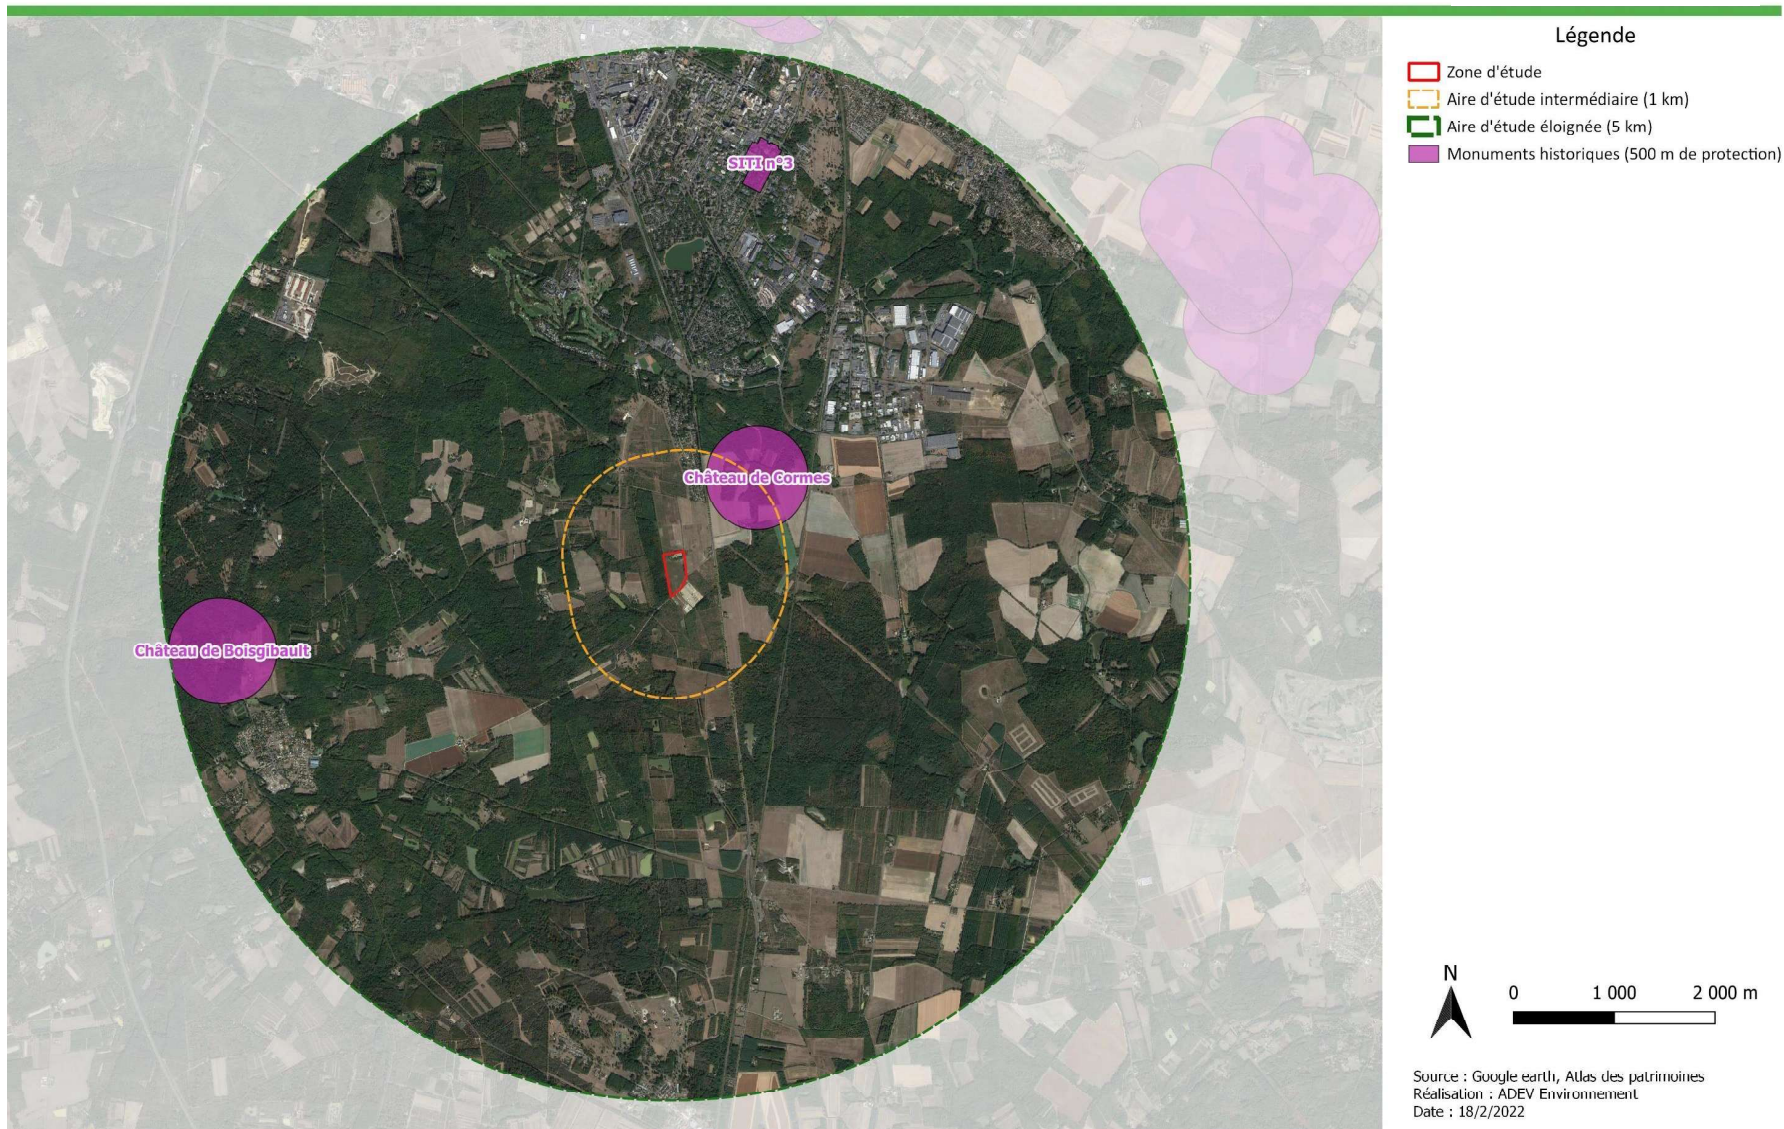 Légende
Zone d'étude
Aire d'étude intermédiaire (1 km)
Aire d'étude éloignée (5 km)
Monuments historiques (500 m de protection)
SITI n°3
Château de Cormes
Château de Boisgibault
N
0 1 000 2 000 m
Source : Google earth, Atlas des patrimoines
Réalisation : ADEV Environnement
Date : 18/2/2022